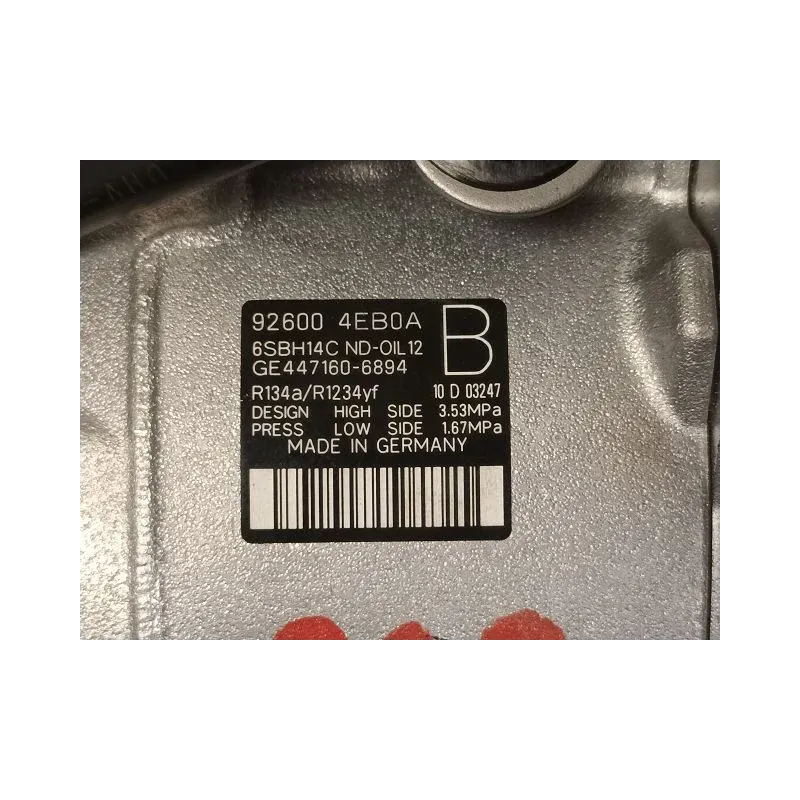 92600 4EB0A B
6SBH14C ND-OIL12
GE447160-6894
R134a/R1234yf 10 D 03247
DESIGN HIGH SIDE 3.53MPa
PRESS LOW SIDE 1.67MPa
MADE IN GERMANY